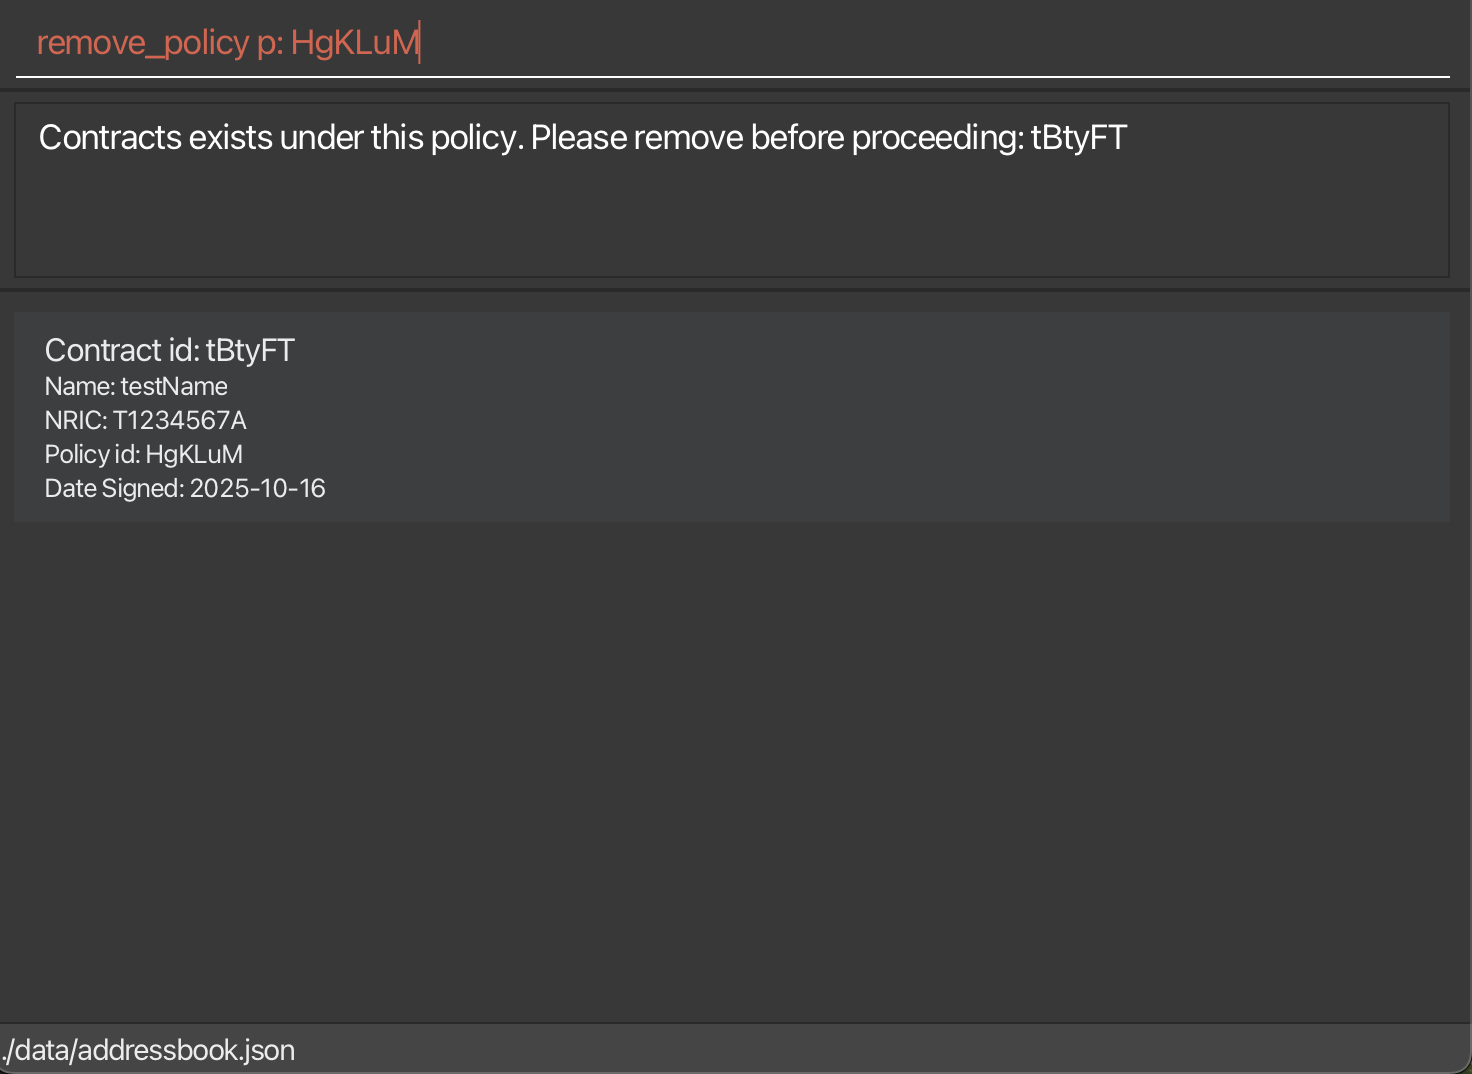 remove_policy p: HgKLuM
Contracts exists under this policy. Please remove before proceeding: tBtyFT
Contract id: tBtyFT
Name: testName
NRIC: T1234567A
Policy id: HgKLuM
Date Signed: 2025-10-16
./data/addressbook.json